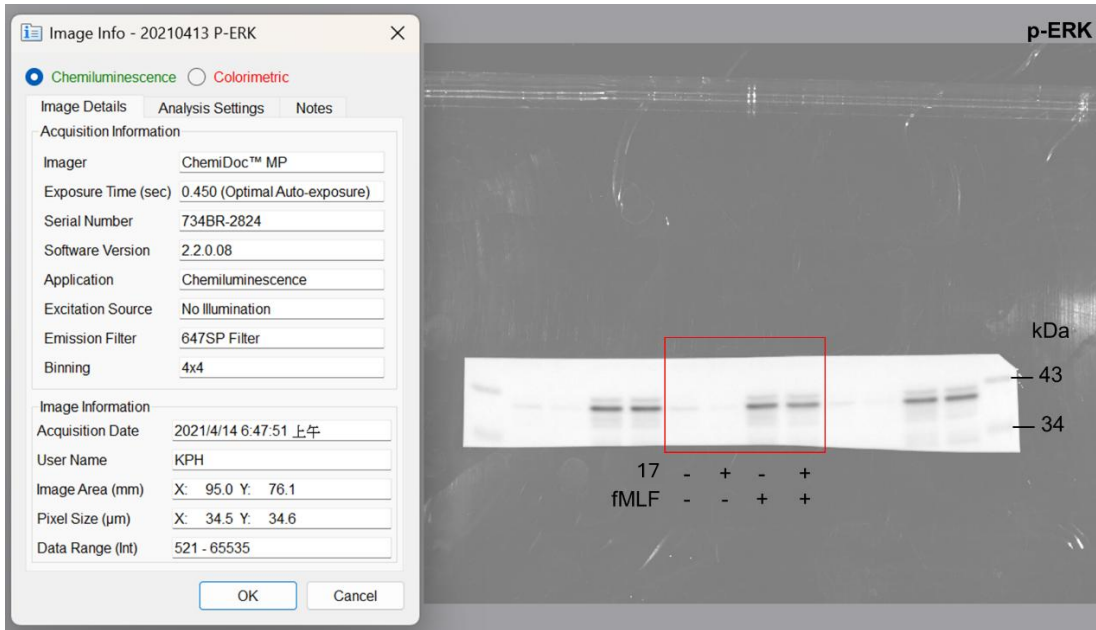 Image Info - 20210413 P-ERK
Chemiluminescence Colorimetric
Image Details Analysis Settings Notes
Acquisition Information
Imager ChemiDoc™ MP
Exposure Time (sec) 0.450 (Optimal Auto-exposure)
Serial Number 734BR-2824
Software Version 2.2.0.08
Application Chemiluminescence
Excitation Source No Illumination
Emission Filter 647SP Filter
Binning 4x4
Image Information
Acquisition Date 2021/4/14 6:47:51 上午
User Name KPH
Image Area (mm) X: 95.0 Y: 76.1
Pixel Size (µm) X: 34.5 Y: 34.6
Data Range (Int) 521 - 65535
OK Cancel
p-ERK
kDa
43
34
17 - + - +
fMLF - - + +